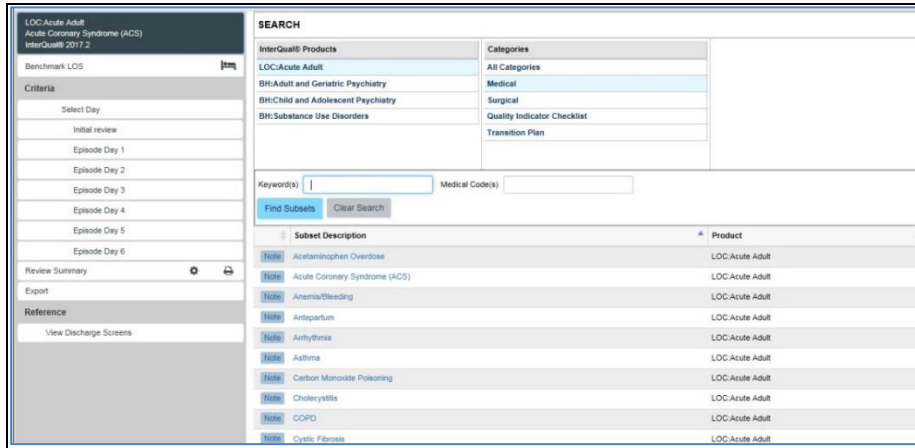 LOC:Acute Adult
Acute Coronary Syndrome (ACS)
InterQual® 2017.2
Benchmark LOS
Criteria
Select Day
Initial review
Episode Day 1
Episode Day 2
Episode Day 3
Episode Day 4
Episode Day 5
Episode Day 6
Review Summary
Export
Reference
View Discharge Screens
SEARCH
InterQual® Products
LOC:Acute Adult
BH:Adult and Geriatric Psychiatry
BH:Child and Adolescent Psychiatry
BH:Substance Use Disorders
Categories
All Categories
Medical
Surgical
Quality Indicator Checklist
Transition Plan
Keyword(s) Medical Code(s)
Find Subsets Clear Search
Subset Description Product
Note Acetaminophen Overdose LOC:Acute Adult
Note Acute Coronary Syndrome (ACS) LOC:Acute Adult
Note Anemia/Bleeding LOC:Acute Adult
Note Antepartum LOC:Acute Adult
Note Arrhythmia LOC:Acute Adult
Note Asthma LOC:Acute Adult
Note Carbon Monoxide Poisoning LOC:Acute Adult
Note Cholecystitis LOC:Acute Adult
Note COPD LOC:Acute Adult
Note Cystic Fibrosis LOC:Acute Adult